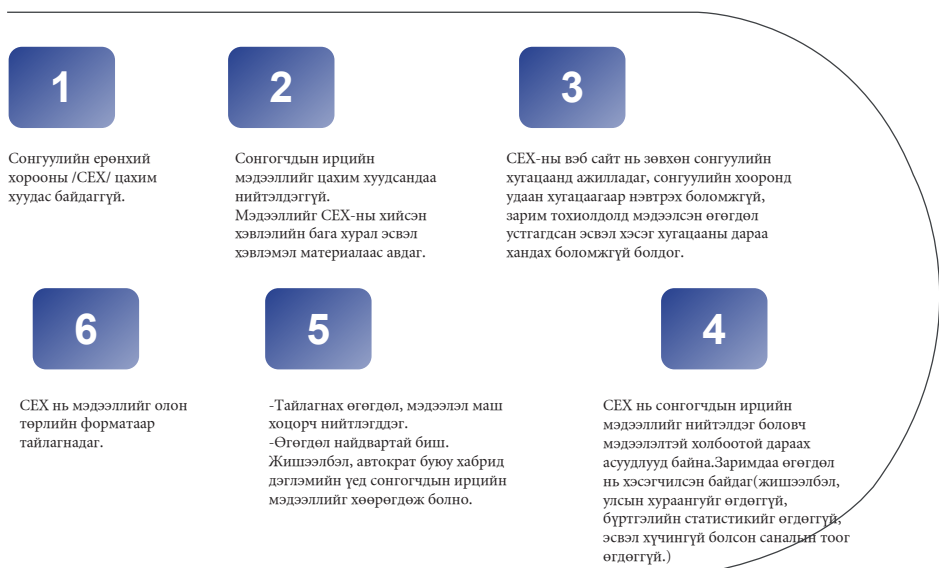 1
Сонгуулийн ерөнхий
хорооны /СЕХ/ цахим
хуудас байдаггүй.
2
Сонгогчдын ирцийн
мэдээллийг цахим хуудсандаа
нийтэлдэггүй.
Мэдээллийг СЕХ-ны хийсэн
хэвлэлийн бага хурал эсвэл
хэвлэмэл материалаас авдаг.
3
СЕХ-ны вэб сайт нь зөвхөн сонгуулийн
хугацаанд ажилладаг, сонгуулийн хооронд
удаан хугацаагаар нэвтрэх боломжгүй,
зарим тохиолдолд мэдээлсэн өгөгдөл
устгагдсан эсвэл хэсэг хугацааны дараа
хандах боломжгүй болдог.
4
СЕХ нь сонгогчдын ирцийн
мэдээллийг нийтэлдэг боловч
мэдээлэлтэй холбоотой дараах
асуудлууд байна.Заримдаа өгөгдөл
нь хэсэгчилсэн байдаг(жишээлбэл,
улсын хураангуйг өгдөггүй,
бүртгэлийн статистикийг өгдөггүй,
эсвэл хүчингүй болсон саналын тоог
өгдөггүй.)
5
-Тайлагнах өгөгдөл, мэдээлэл маш
хоцорч нийтлэгддэг.
-Өгөгдөл найдвартай биш.
Жишээлбэл, автократ буюу хабрид
дэглэмийн үед сонгогчдын ирцийн
мэдээллийг хөөрөгдөж болно.
6
СЕХ нь мэдээллийг олон
төрлийн форматаар
тайлагнадаг.